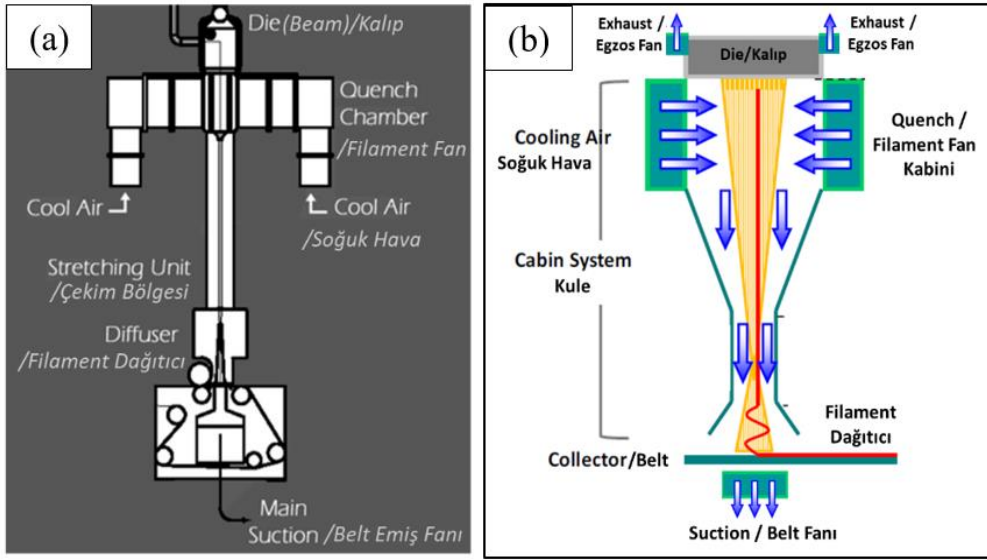 (a)
Die(Beam)/Kalıp
Quench
Chamber
/Filament Fan
Cool Air
Cool Air
/Soğuk Hava
Stretching Unit
/Çekim Bölgesi
Diffuser
/Filament Dağıtıcı
Main
Suction/Belt Emiş Fanı
(b)
Exhaust /
Egzos Fan
Exhaust /
Egzos Fan
Die/Kalıp
Cooling Air
Soğuk Hava
Quench /
Filament Fan
Kabini
Cabin System
Kule
Filament
Dağıtıcı
Collector/Belt
Suction / Belt Fanı